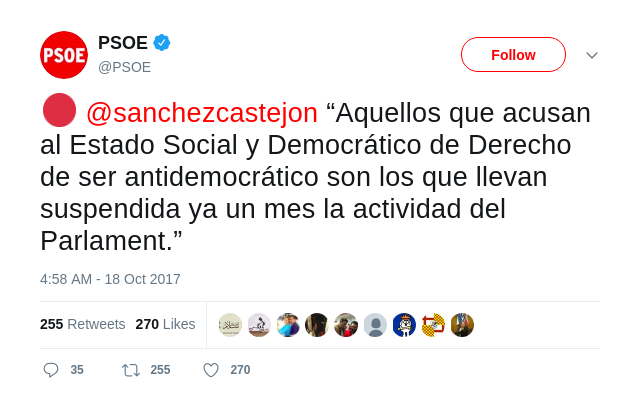 PSOE
PSOE
@PSOE
Follow
@sanchezcastejon “Aquellos que acusan
al Estado Social y Democrático de Derecho
de ser antidemocrático son los que llevan
suspendida ya un mes la actividad del
Parlament.”
4:58 AM - 18 Oct 2017
255 Retweets 270 Likes
35 255 270